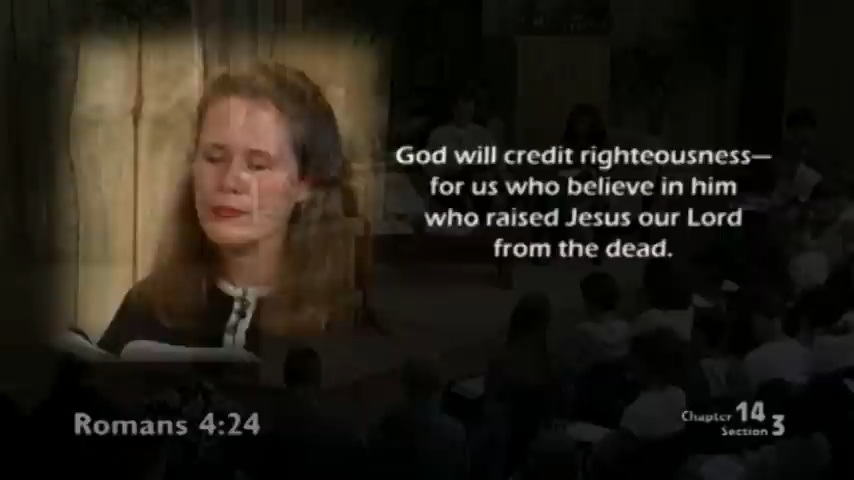 God will credit righteousness—
for us who believe in him
who raised Jesus our Lord
from the dead.
Romans 4:24
Chapter 14
Section 3